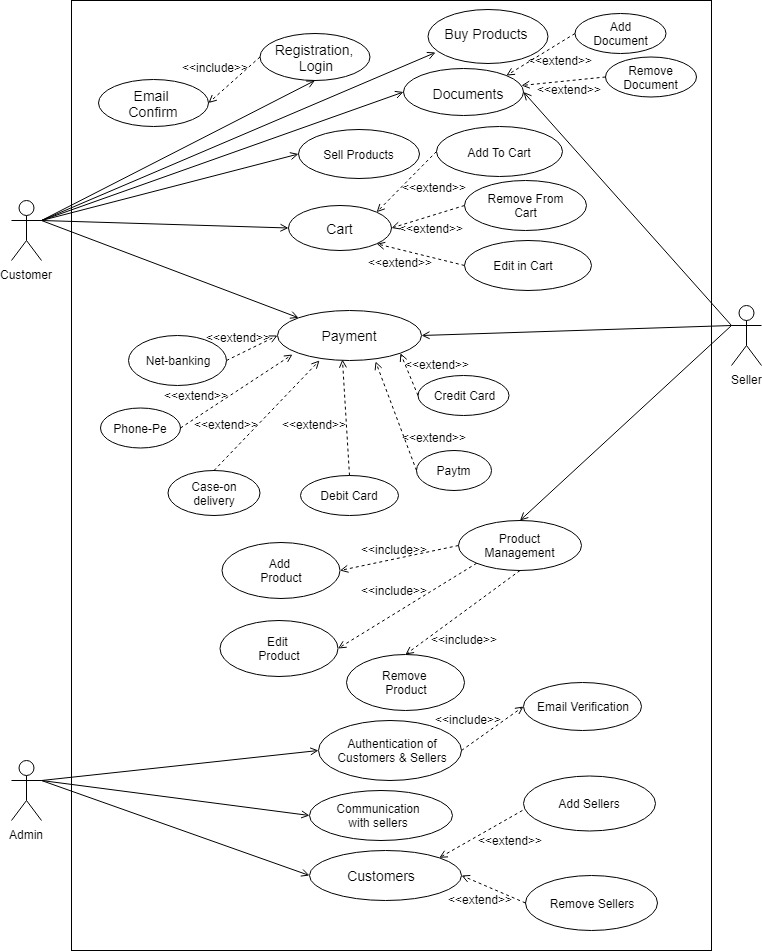 Buy Products
Add
Document
Registration,
Login
<<include>>
<<extend>>
Remove
Document
Email
Confirm
Documents
<<extend>>
Sell Products
Add To Cart
<<extend>>
Remove From
Cart
Cart
<<extend>>
Customer
<<extend>>
Edit in Cart
Payment
<<extend>>
Net-banking
<<extend>>
Seller
<<extend>>
Credit Card
Phone-Pe
<<extend>>
<<extend>>
<<extend>>
Paytm
Case-on
delivery
Debit Card
Product
Management
<<include>>
Add
Product
<<include>>
Edit
Product
<<include>>
Remove
Product
Email Verification
<<include>>
Authentication of
Customers & Sellers
Admin
Communication
with sellers
Add Sellers
<<extend>>
Customers
<<extend>>
Remove Sellers